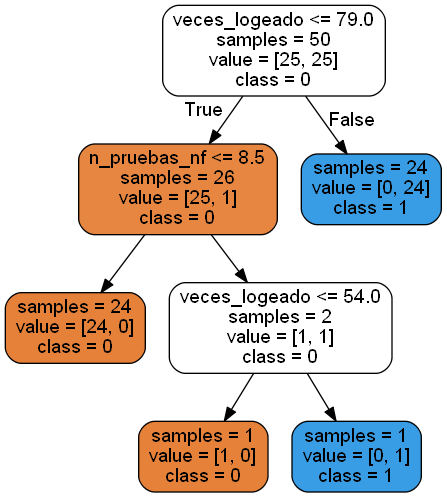 veces_logeado <= 79.0
samples = 50
value = [25, 25]
class = 0
True
False
n_pruebas_nf <= 8.5
samples = 26
value = [25, 1]
class = 0
samples = 24
value = [0, 24]
class = 1
samples = 24
value = [24, 0]
class = 0
veces_logeado <= 54.0
samples = 2
value = [1, 1]
class = 0
samples = 1
value = [1, 0]
class = 0
samples = 1
value = [0, 1]
class = 1